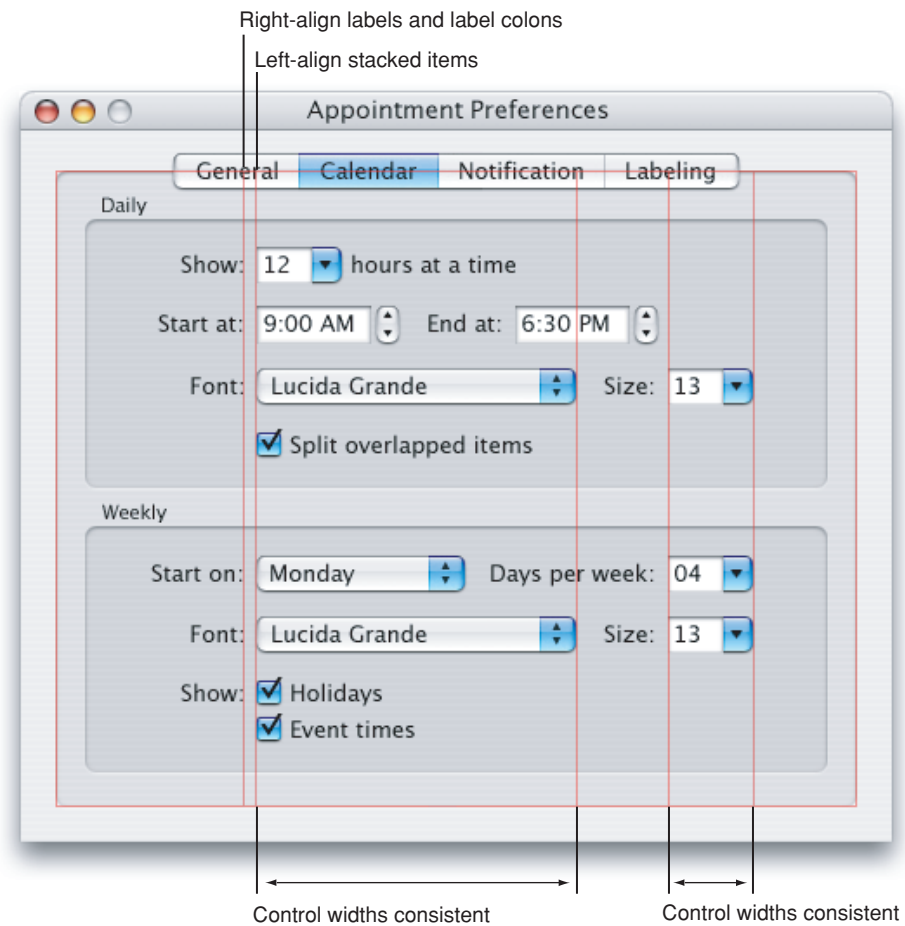 Right-align labels and label colons
Left-align stacked items
Appointment Preferences
General Calendar Notification Labeling
Daily
Show: 12 hours at a time
Start at: 9:00 AM End at: 6:30 PM
Font: Lucida Grande Size: 13
Split overlapped items
Weekly
Start on: Monday Days per week: 04
Font: Lucida Grande Size: 13
Show: Holidays
Event times
Control widths consistent Control widths consistent